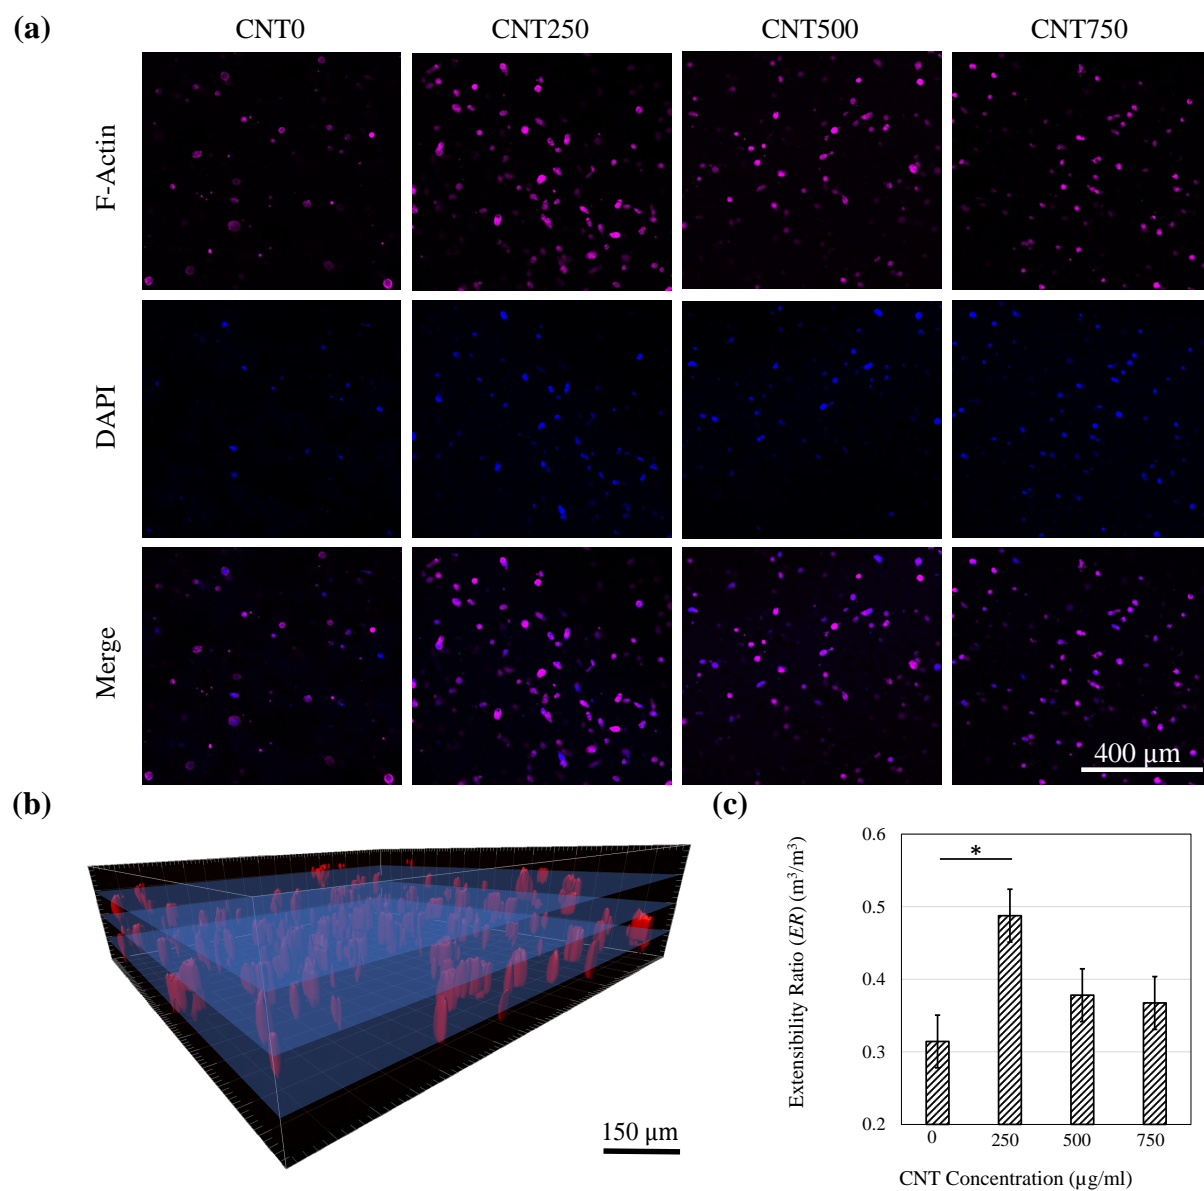 (a)
CNT0 CNT250 CNT500 CNT750
F-Actin
DAPI
Merge
400 µm
(b)
150 µm
(c)
Extensibility Ratio (ER) (m³/m³)
0.6
0.5
0.4
0.3
0.2
*
0 250 500 750
CNT Concentration (µg/ml)